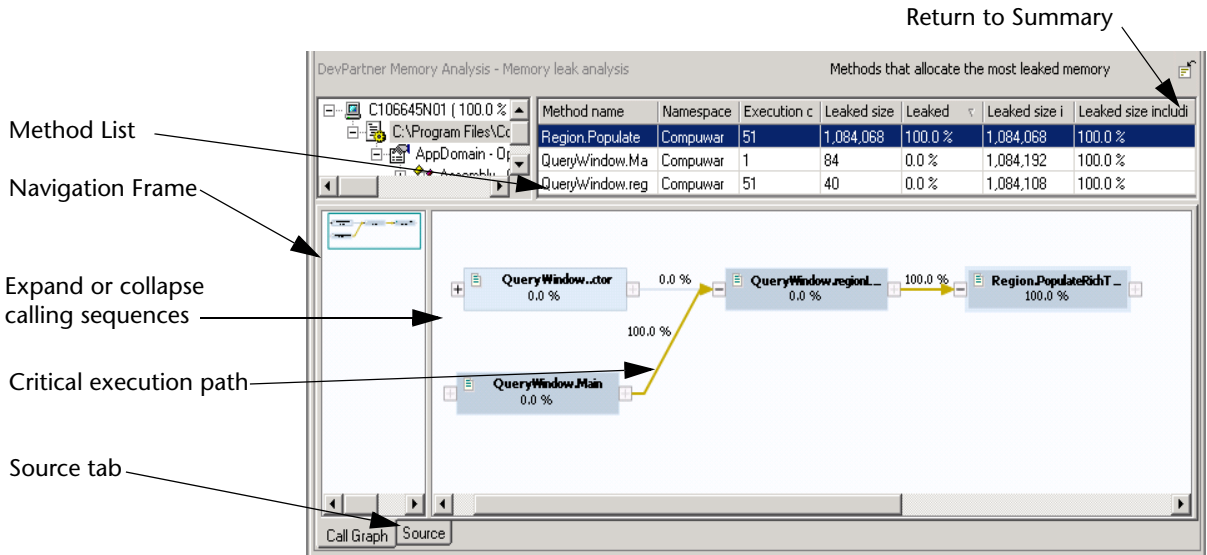 Return to Summary
DevPartner Memory Analysis - Memory leak analysis
Methods that allocate the most leaked memory
C106645N01 ( 100.0 %
C:\Program Files\Co
AppDomain - Op
Method name Namespace Execution c Leaked size Leaked Leaked size i Leaked size includi
Region.Populate Compuwar 51 1,084,068 100.0 % 1,084,068 100.0 %
QueryWindow.Ma Compuwar 1 84 0.0 % 1,084,192 100.0 %
QueryWindow.reg Compuwar 51 40 0.0 % 1,084,108 100.0 %
Method List
Navigation Frame
Expand or collapse
calling sequences
Critical execution path
Source tab
QueryWindow..ctor
0.0 %
0.0 %
QueryWindow.regionL...
0.0 %
100.0 %
Region.PopulateRichT...
100.0 %
100.0 %
QueryWindow.Main
0.0 %
Call Graph
Source